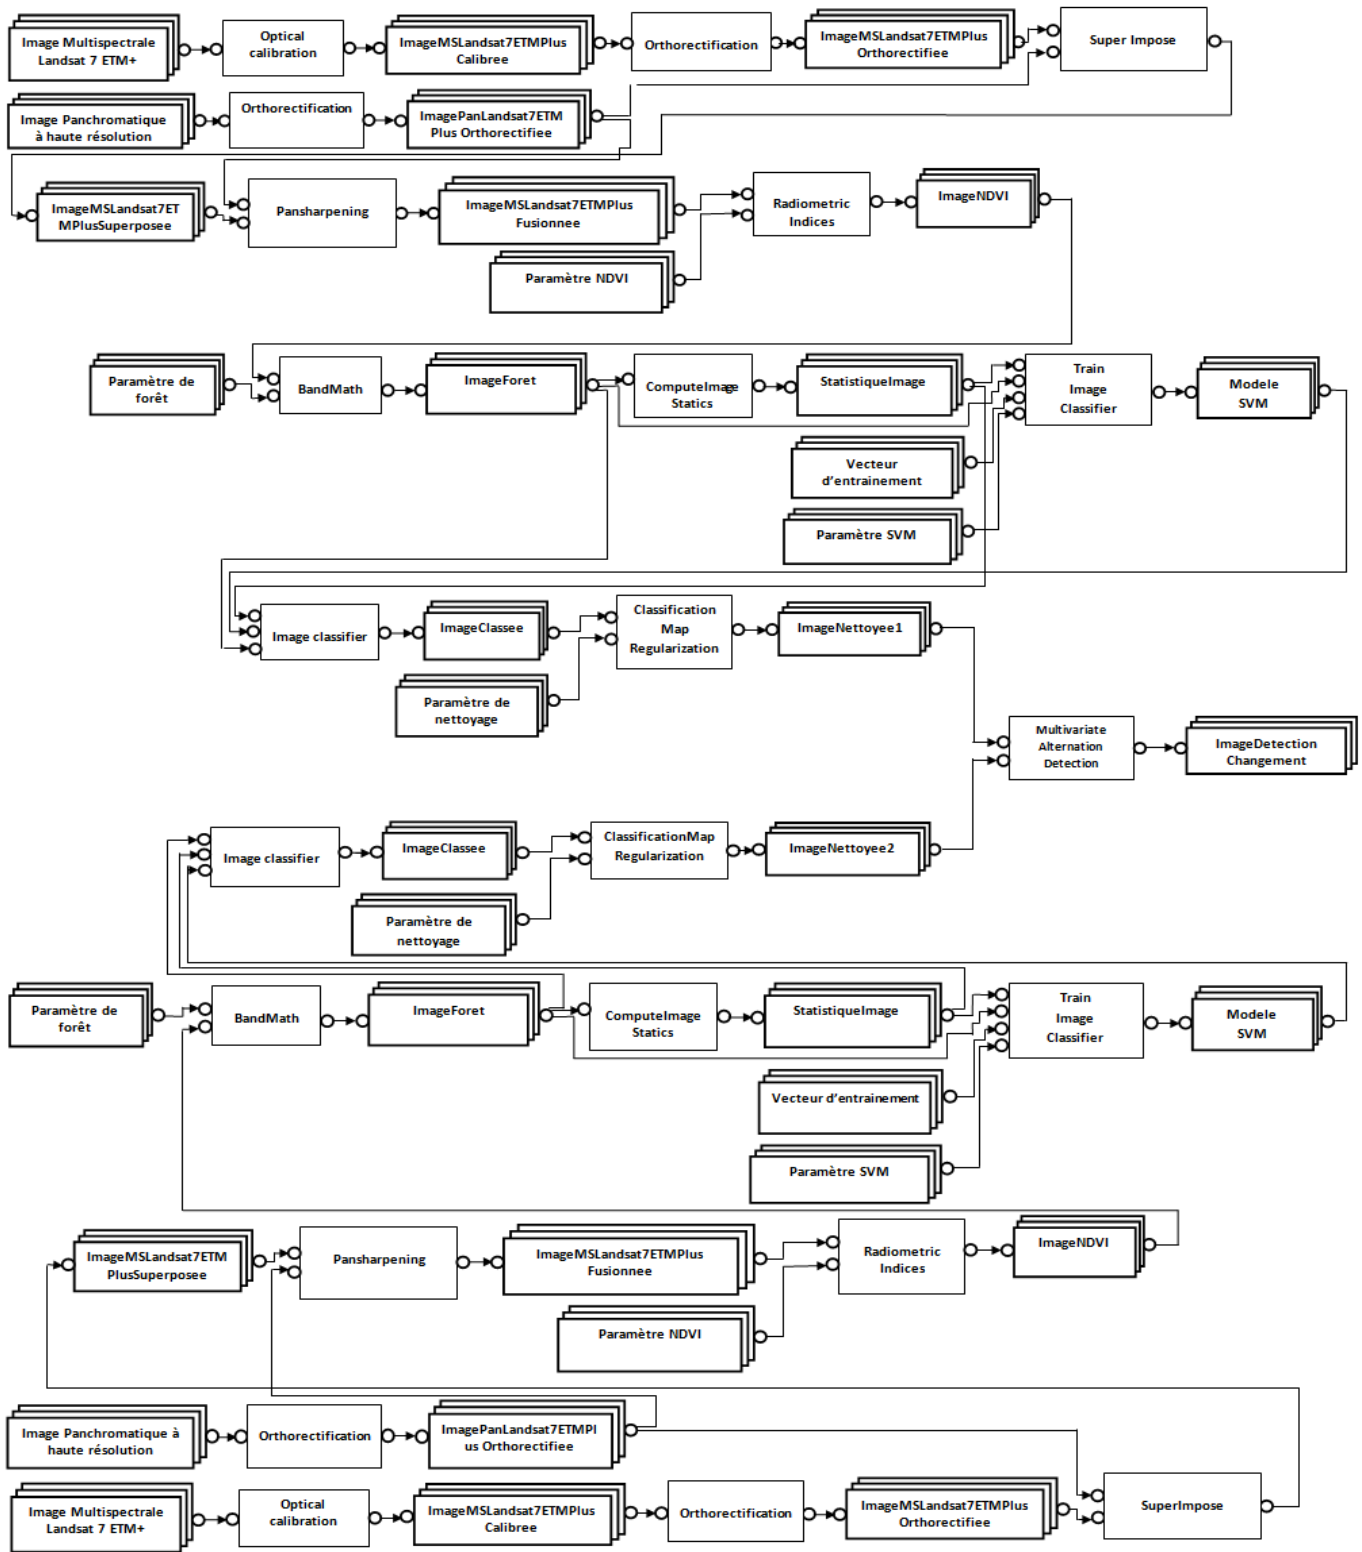 Image Multispectrale
Landsat 7 ETM+
Optical
calibration
ImageMSLandsat7ETMPlus
Calibree
Orthorectification
ImageMSLandsat7ETMPlus
Orthorectifiee
Super Impose
Image Panchromatique
à haute résolution
Orthorectification
ImagePanLandsat7ETM
Plus Orthorectifiee
ImageMSLandsat7ET
MPlusSuperposee
Pansharpening
ImageMSLandsat7ETMPlus
Fusionnee
Radiometric
Indices
ImageNDVI
Paramètre NDVI
Paramètre de
forêt
BandMath
ImageForet
ComputeImage
Statics
StatistiqueImage
Train
Image
Classifier
Modele
SVM
Vecteur
d'entrainement
Paramètre SVM
Image classifier
ImageClassee
Classification
Map
Regularization
ImageNettoyee1
Paramètre de
nettoyage
Multivariate
Alternation
Detection
ImageDetection
Changement
Image classifier
ImageClassee
ClassificationMap
Regularization
ImageNettoyee2
Paramètre de
nettoyage
Paramètre de
forêt
BandMath
ImageForet
ComputeImage
Statics
StatistiqueImage
Train
Image
Classifier
Modele
SVM
Vecteur d'entrainement
Paramètre SVM
ImageMSLandsat7ETM
PlusSuperposee
Pansharpening
ImageMSLandsat7ETMPlus
Fusionnee
Radiometric
Indices
ImageNDVI
Paramètre NDVI
Image Panchromatique à
haute résolution
Orthorectification
ImagePanLandsat7ETMPl
us Orthorectifiee
Image Multispectrale
Landsat 7 ETM+
Optical
calibration
ImageMSLandsat7ETMPlus
Calibree
Orthorectification
ImageMSLandsat7ETMPlus
Orthorectifiee
SuperImpose